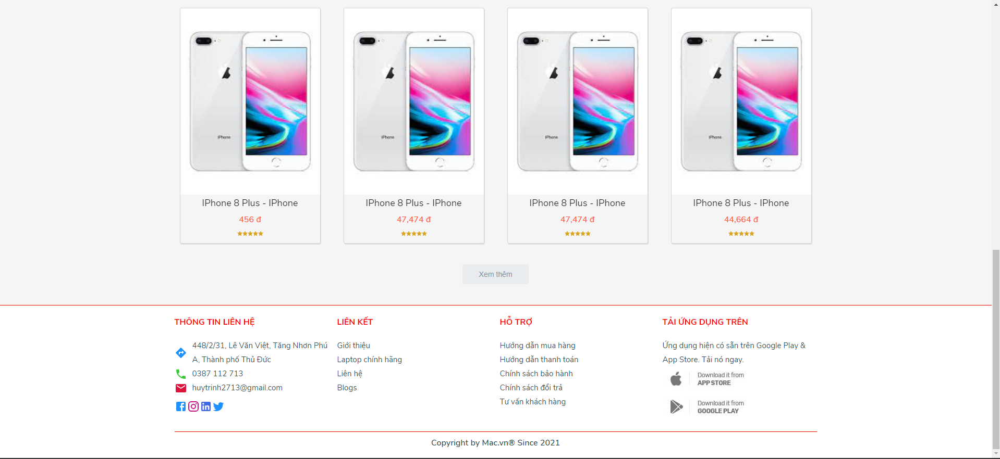 iPhone
iPhone
iPhone
iPhone
IPhone 8 Plus - IPhone
456 đ
IPhone 8 Plus - IPhone
47,474 đ
IPhone 8 Plus - IPhone
47,474 đ
IPhone 8 Plus - IPhone
44,664 đ
Xem thêm
THÔNG TIN LIÊN HỆ
448/2/31, Lê Văn Việt, Tăng Nhơn Phú
A, Thành phố Thủ Đức
0387 112 713
huytrinh2713@gmail.com
LIÊN KẾT
Giới thiệu
Laptop chính hãng
Liên hệ
Blogs
HỖ TRỢ
Hướng dẫn mua hàng
Hướng dẫn thanh toán
Chính sách bảo hành
Chính sách đổi trả
Tư vấn khách hàng
TẢI ỨNG DỤNG TRÊN
Ứng dụng hiện có sẵn trên Google Play &
App Store. Tải nó ngay.
Download it from
APP STORE
Download it from
GOOGLE PLAY
Copyright by Mac.vn® Since 2021